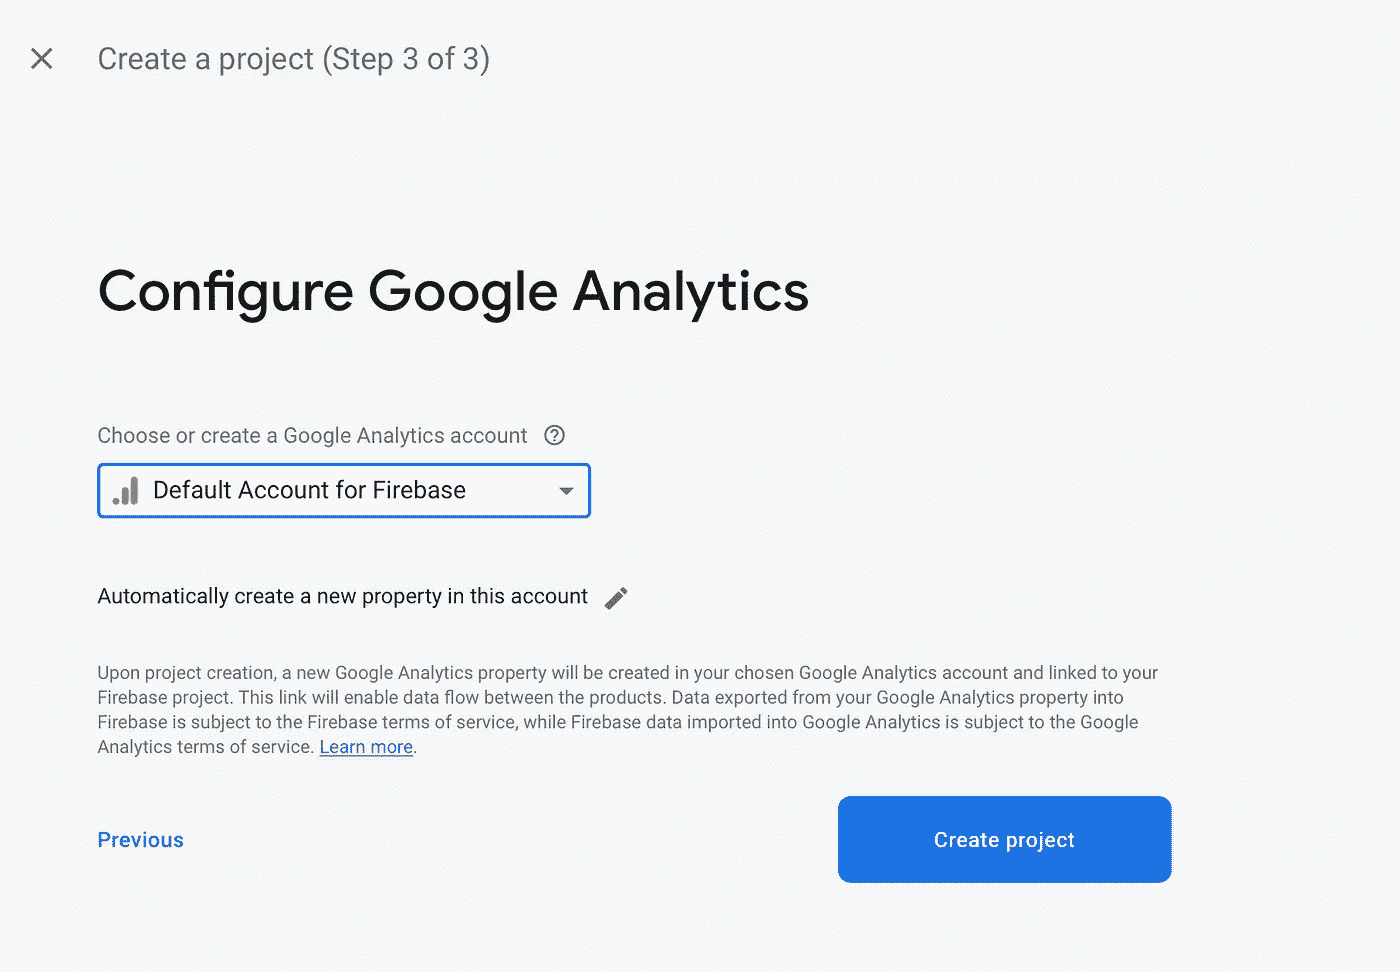 Create a project (Step 3 of 3)
Configure Google Analytics
Choose or create a Google Analytics account
Default Account for Firebase
Automatically create a new property in this account
Upon project creation, a new Google Analytics property will be created in your chosen Google Analytics account and linked to your
Firebase project. This link will enable data flow between the products. Data exported from your Google Analytics property into
Firebase is subject to the Firebase terms of service, while Firebase data imported into Google Analytics is subject to the Google
Analytics terms of service. Learn more.
Previous
Create project